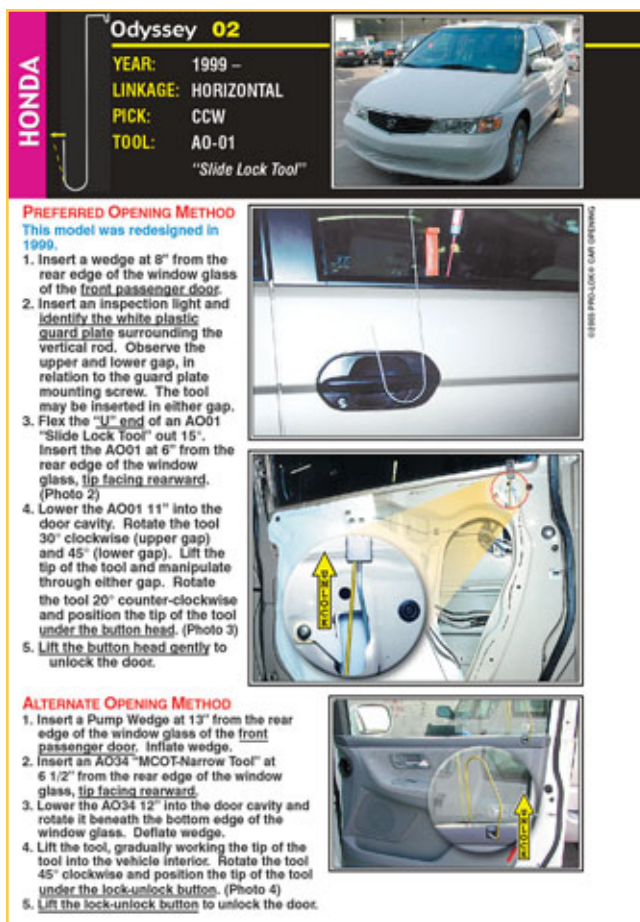 HONDA
Odyssey 02
YEAR: 1999 –
LINKAGE: HORIZONTAL
PICK: CCW
TOOL: AO-01
"Slide Lock Tool"
PREFERRED OPENING METHOD
This model was redesigned in
1999.
1. Insert a wedge at 8" from the
rear edge of the window glass
of the front passenger door.
2. Insert an inspection light and
identify the white plastic
guard plate surrounding the
vertical rod. Observe the
upper and lower gap, in
relation to the guard plate
mounting screw. The tool
may be inserted in either gap.
3. Flex the "U" end of an AO01
"Slide Lock Tool" out 15°.
Insert the AO01 at 6" from the
rear edge of the window
glass, tip facing rearward.
(Photo 2)
4. Lower the AO01 11" into the
door cavity. Rotate the tool
30° clockwise (upper gap)
and 45° (lower gap). Lift the
tip of the tool and manipulate
through either gap. Rotate
the tool 20° counter-clockwise
and position the tip of the tool
under the button head. (Photo 3)
5. Lift the button head gently to
unlock the door.
PRO-LOK® CAR OPENING
UNLOCK
ALTERNATE OPENING METHOD
1. Insert a Pump Wedge at 13" from the rear
edge of the window glass of the front
passenger door. Inflate wedge.
2. Insert an AO34 "MCOT-Narrow Tool" at
6 1/2" from the rear edge of the window
glass, tip facing rearward.
3. Lower the AO34 12" into the door cavity and
rotate it beneath the bottom edge of the
window glass. Deflate wedge.
4. Lift the tool, gradually working the tip of the
tool into the vehicle interior. Rotate the tool
45° clockwise and position the tip of the tool
under the lock-unlock button. (Photo 4)
5. Lift the lock-unlock button to unlock the door.
UNLOCK